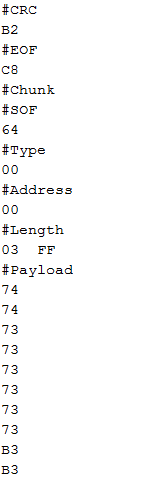 #CRC
B2
#EOF
C8
#Chunk
#SOF
64
#Type
00
#Address
00
#Length
03  FF
#Payload
74
74
73
73
73
73
73
73
B3
B3